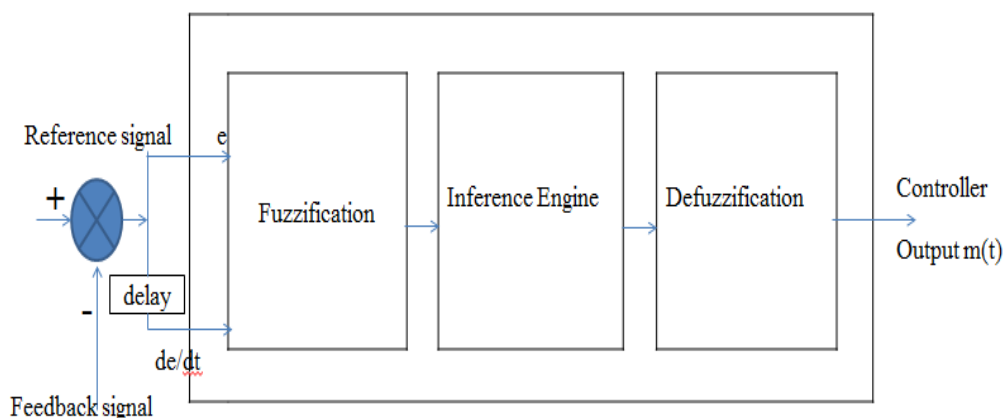 Reference signal
e
+
Fuzzification
Inference Engine
Defuzzification
Controller
Output m(t)
delay
-
de/dt
Feedback signal